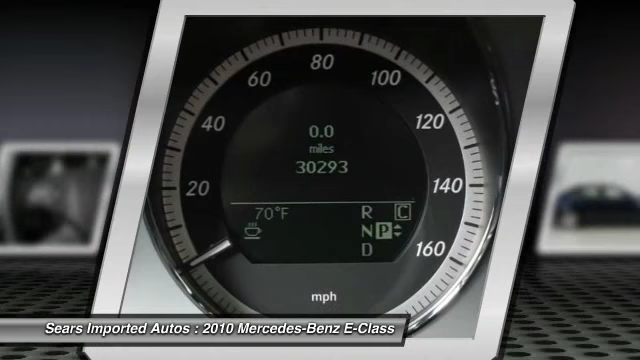 80
60
100
40
120
0.0
miles
30293
20
140
70°F
R C
N P
160
D
mph
Sears Imported Autos : 2010 Mercedes-Benz E-Class